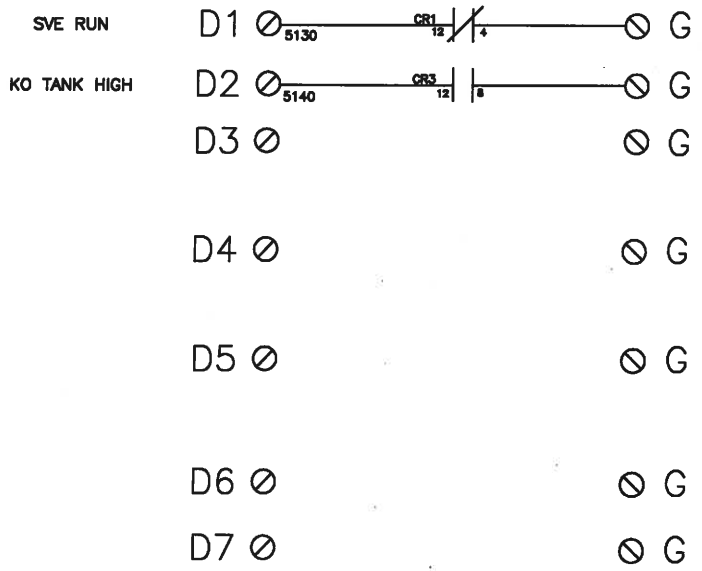 SVE RUN D1 5130 CR1 12 4 G
KO TANK HIGH D2 5140 CR3 12 8 G
D3 G
D4 G
D5 G
D6 G
D7 G